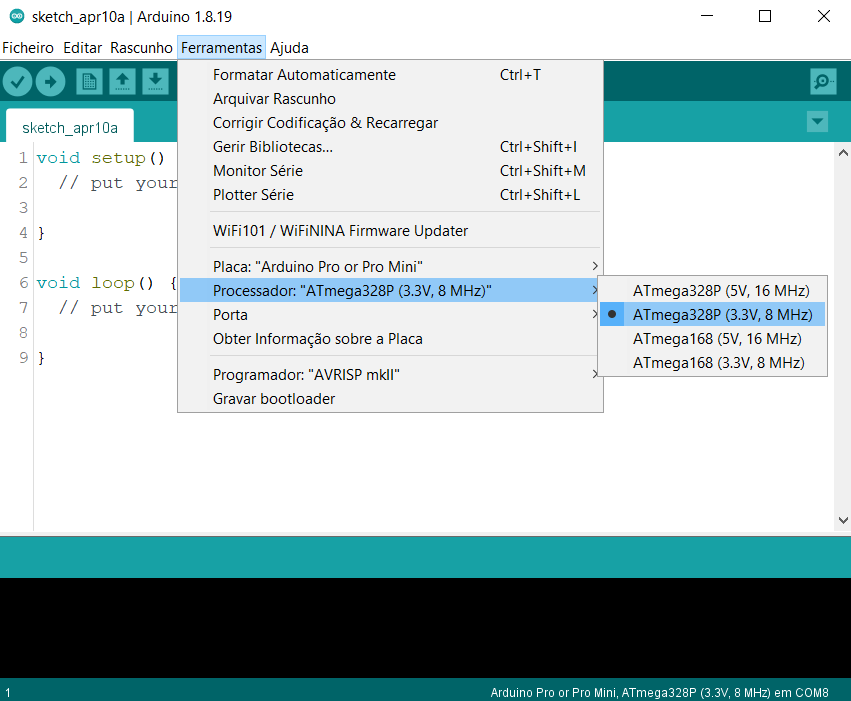 sketch_apr10a | Arduino 1.8.19
Ficheiro Editar Rascunho Ferramentas Ajuda
Formatar Automaticamente Ctrl+T
Arquivar Rascunho
Corrigir Codificação & Recarregar
Gerir Bibliotecas... Ctrl+Shift+I
Monitor Série Ctrl+Shift+M
Plotter Série Ctrl+Shift+L
WiFi101 / WiFiNINA Firmware Updater
Placa: "Arduino Pro or Pro Mini"
Processador: "ATmega328P (3.3V, 8 MHz)"
Porta
Obter Informação sobre a Placa
Programador: "AVRISP mkII"
Gravar bootloader
ATmega328P (5V, 16 MHz)
ATmega328P (3.3V, 8 MHz)
ATmega168 (5V, 16 MHz)
ATmega168 (3.3V, 8 MHz)
sketch_apr10a
1 void setup()
2 // put your
3
4 }
5
6 void loop() {
7 // put your
8
9 }
1 Arduino Pro or Pro Mini, ATmega328P (3.3V, 8 MHz) em COM8